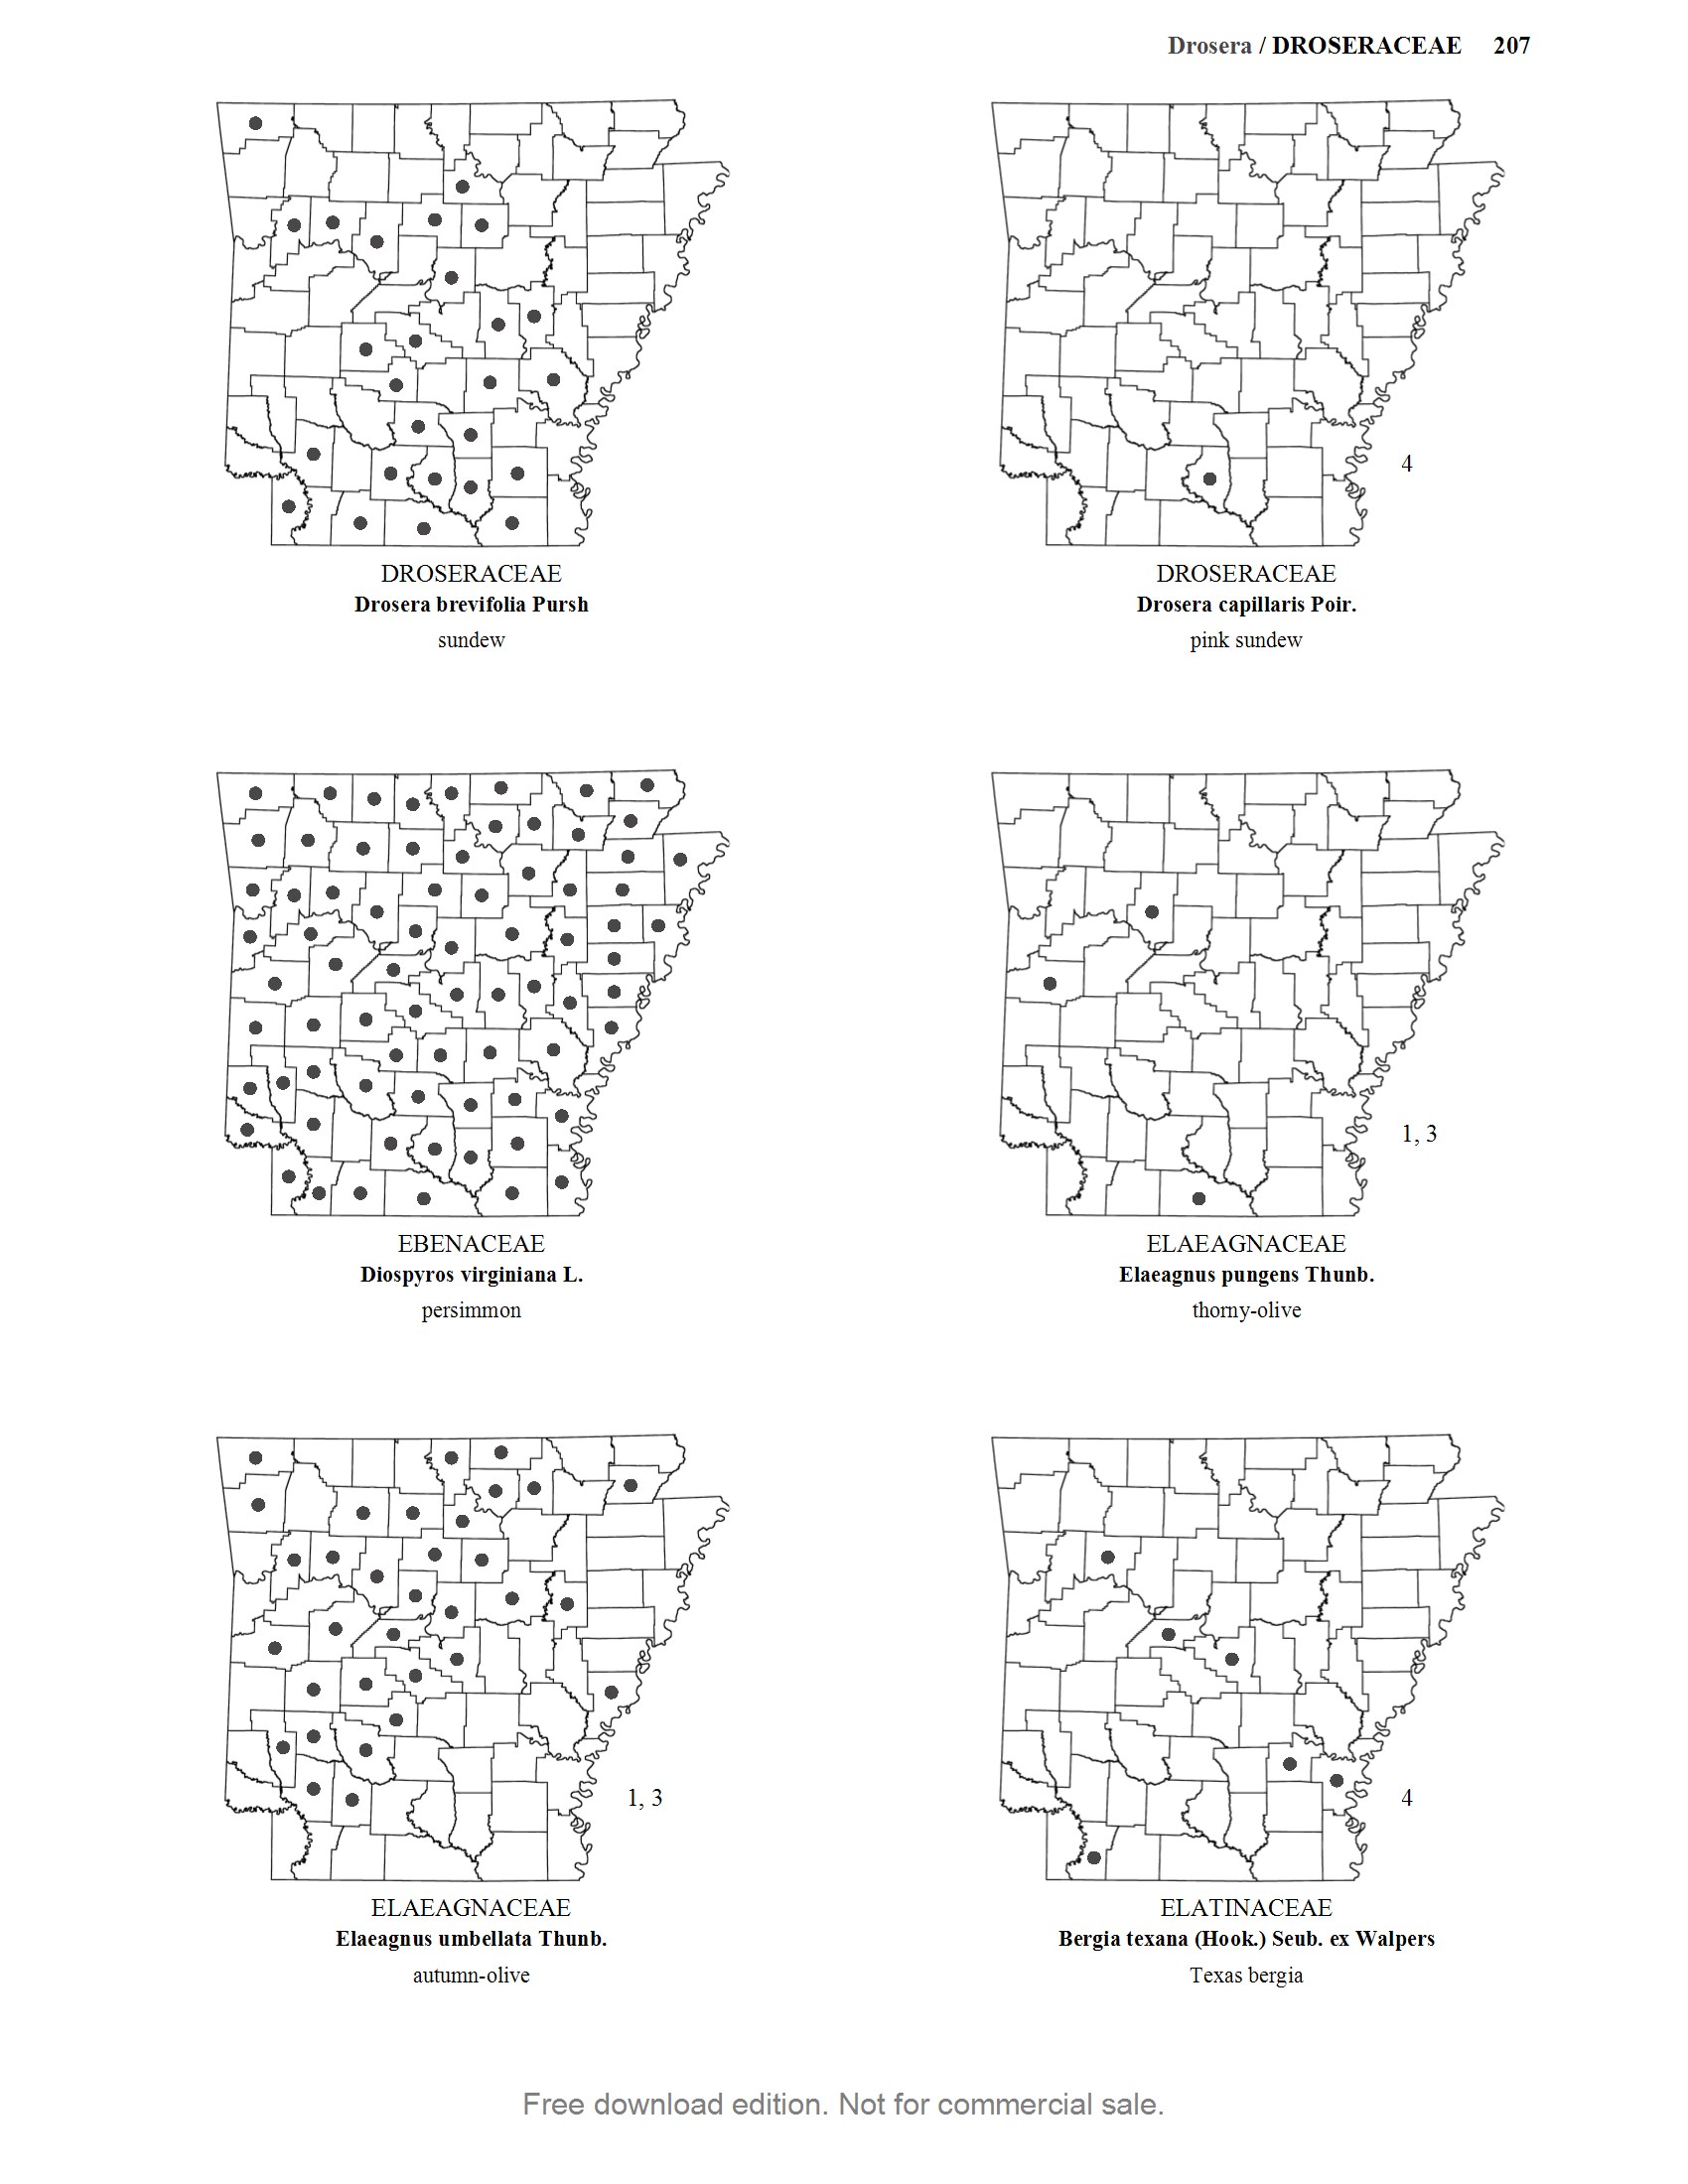 Drosera / DROSERACEAE 207
DROSERACEAE
Drosera brevifolia Pursh
sundew
4
DROSERACEAE
Drosera capillaris Poir.
pink sundew
EBENACEAE
Diospyros virginiana L.
persimmon
1, 3
ELAEAGNACEAE
Elaeagnus pungens Thunb.
thorny-olive
1, 3
ELAEAGNACEAE
Elaeagnus umbellata Thunb.
autumn-olive
4
ELATINACEAE
Bergia texana (Hook.) Seub. ex Walpers
Texas bergia
Free download edition. Not for commercial sale.